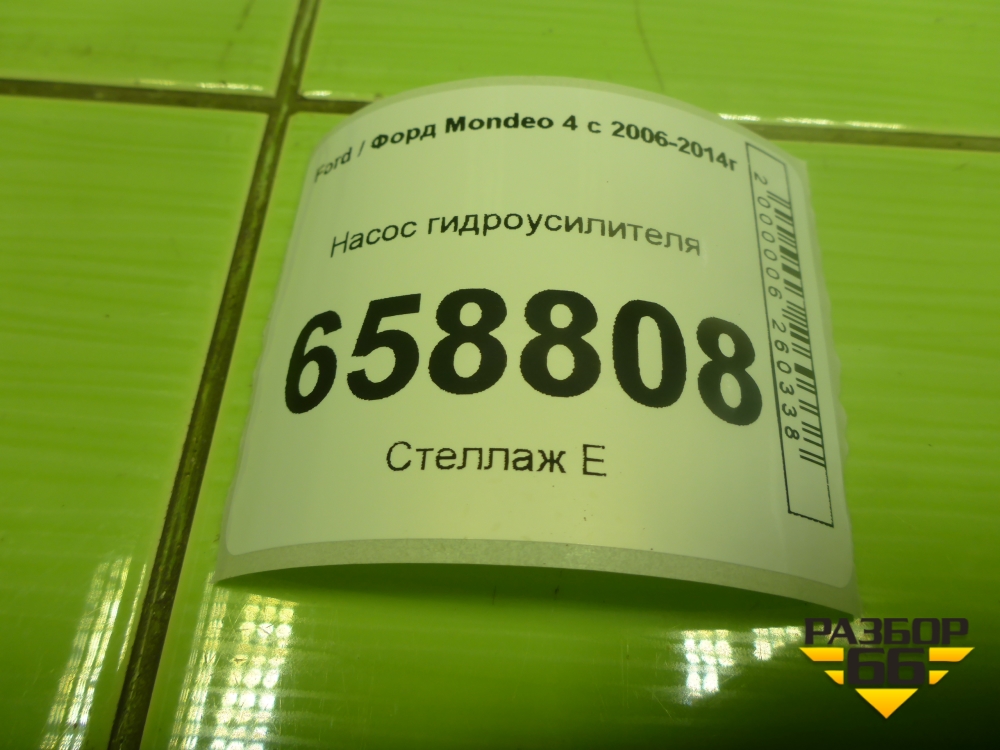 Ford / Форд Mondeo 4 с 2006-2014г
Насос гидроусилителя
658808
Стеллаж Е
2000006260338
РАЗБОР
66